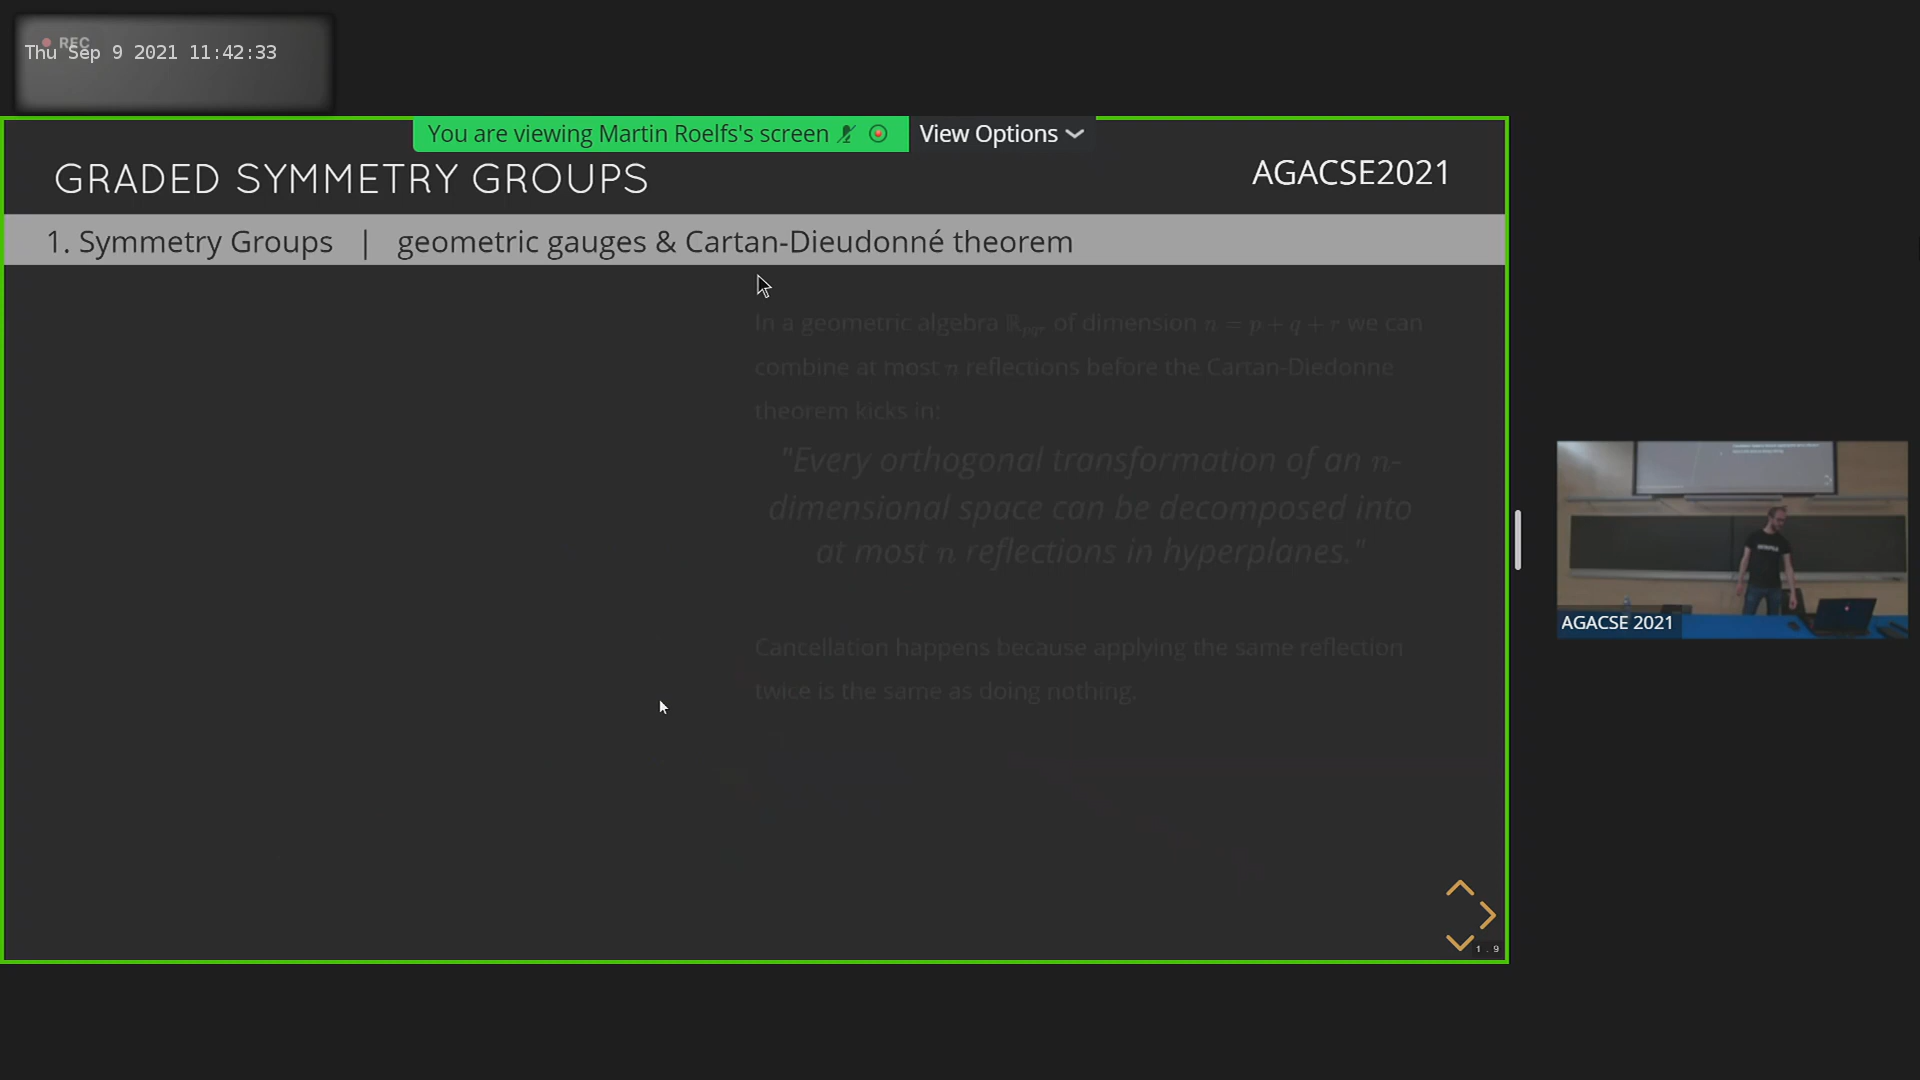 REC
Thu Sep 9 2021 11:42:33
You are viewing Martin Roelfs's screen
View Options
GRADED SYMMETRY GROUPS
AGACSE2021
1. Symmetry Groups | geometric gauges & Cartan-Dieudonné theorem
In a geometric algebra ℝpqr of dimension n = p + q + r we can
combine at most n reflections before the Cartan-Diedonne
theorem kicks in:
"Every orthogonal transformation of an n-
dimensional space can be decomposed into
at most n reflections in hyperplanes."
Cancellation happens because applying the same reflection
twice is the same as doing nothing.
AGACSE 2021
1.9